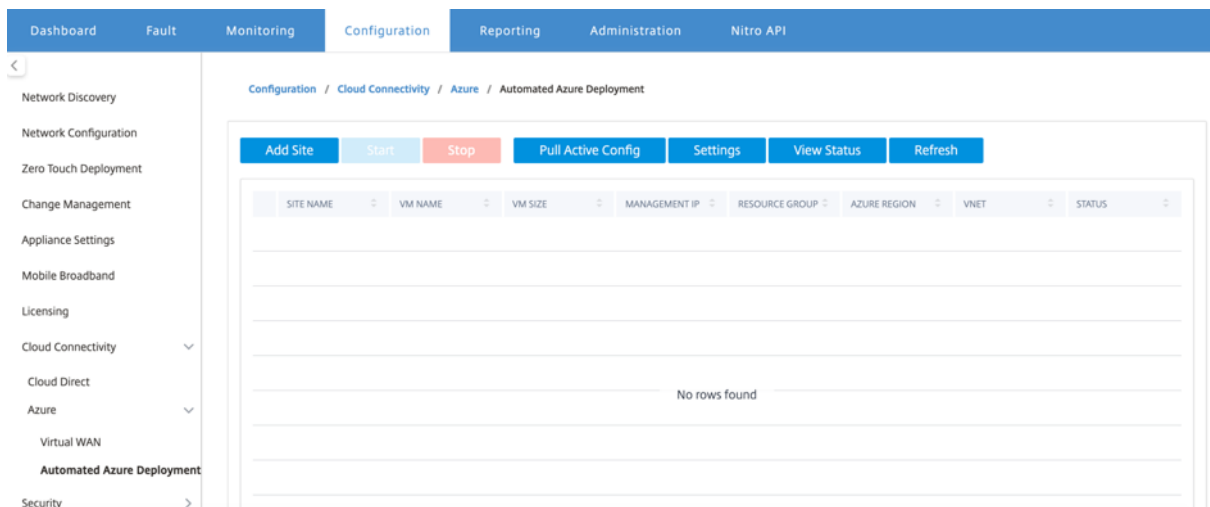 Dashboard Fault Monitoring Configuration Reporting Administration Nitro API
Network Discovery
Network Configuration
Zero Touch Deployment
Change Management
Appliance Settings
Mobile Broadband
Licensing
Cloud Connectivity
Cloud Direct
Azure
Virtual WAN
Automated Azure Deployment
Security
Configuration / Cloud Connectivity / Azure / Automated Azure Deployment
Add Site Start Stop Pull Active Config Settings View Status Refresh
SITE NAME VM NAME VM SIZE MANAGEMENT IP RESOURCE GROUP AZURE REGION VNET STATUS
No rows found